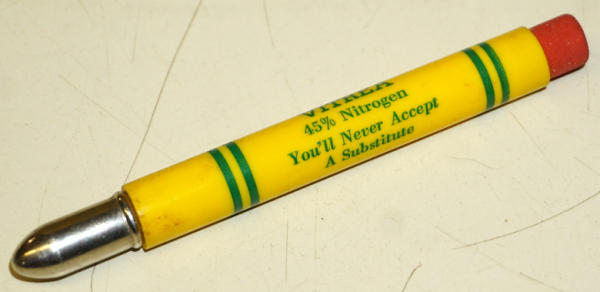 VITREA
45% Nitrogen
You'll Never Accept
A Substitute